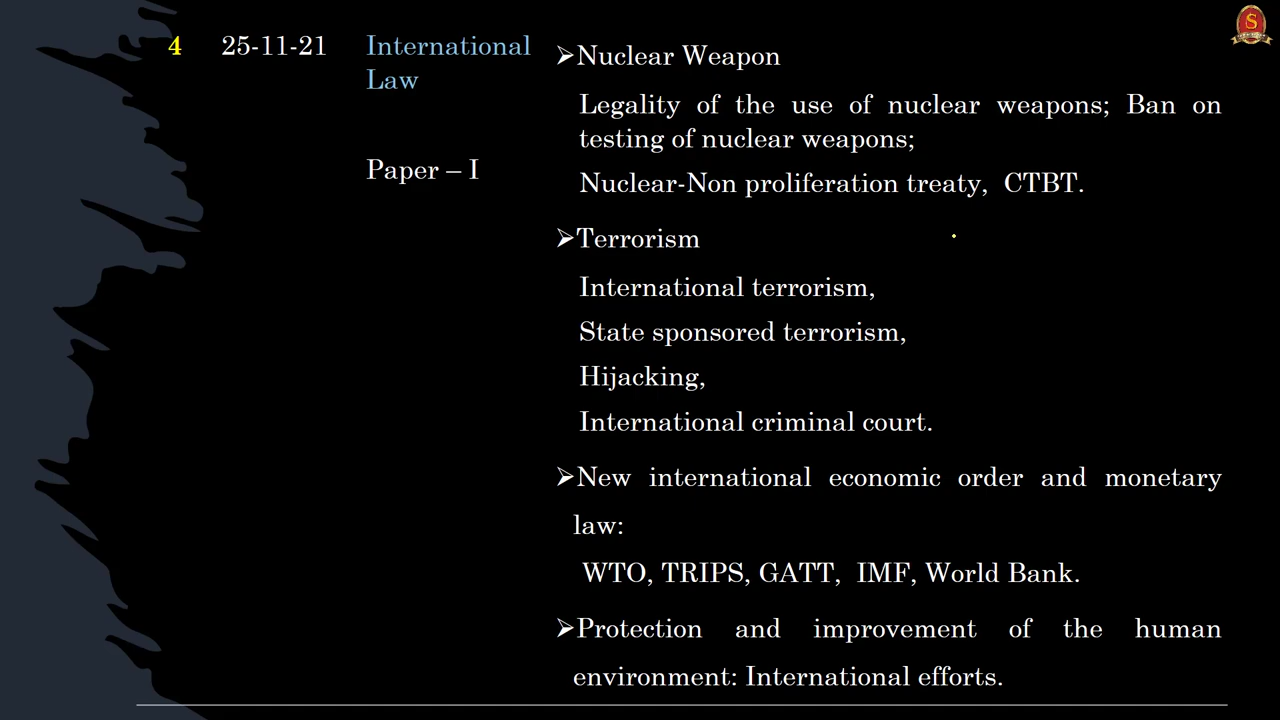 4 25-11-21 International
Law
Paper – I
➢Nuclear Weapon
Legality of the use of nuclear weapons; Ban on
testing of nuclear weapons;
Nuclear-Non proliferation treaty, CTBT.
➢Terrorism
International terrorism,
State sponsored terrorism,
Hijacking,
International criminal court.
➢New international economic order and monetary
law:
WTO, TRIPS, GATT, IMF, World Bank.
➢Protection and improvement of the human
environment: International efforts.
S